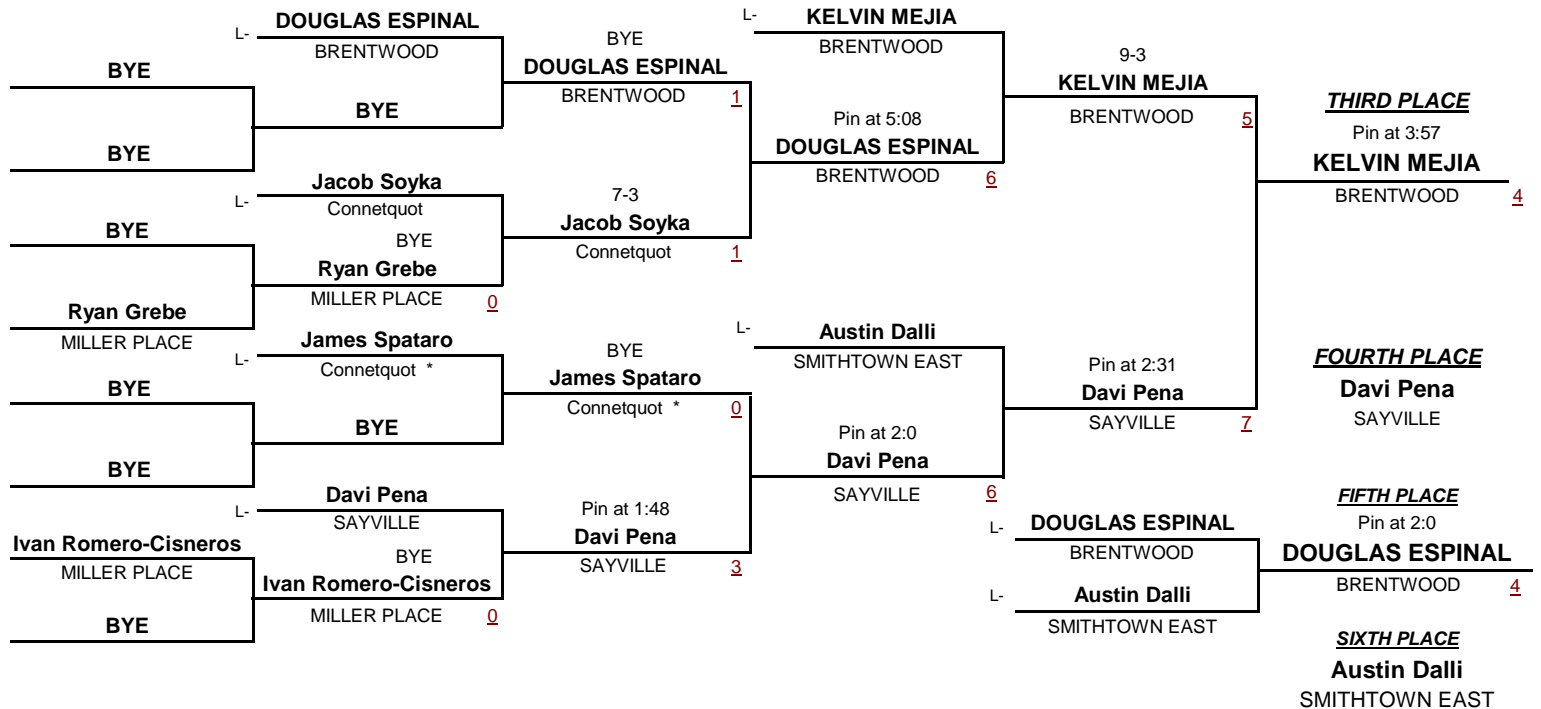 BYE
BYE
BYE
Ryan Grebe
MILLER PLACE
BYE
BYE
Ivan Romero-Cisneros
MILLER PLACE
BYE
L- DOUGLAS ESPINAL
BRENTWOOD
BYE
L- Jacob Soyka
Connetquot
BYE
Ryan Grebe
MILLER PLACE 0
L- James Spataro
Connetquot *
BYE
L- Davi Pena
SAYVILLE
BYE
Ivan Romero-Cisneros
MILLER PLACE 0
BYE
DOUGLAS ESPINAL
BRENTWOOD 1
7-3
Jacob Soyka
Connetquot 1
BYE
James Spataro
Connetquot * 0
Pin at 1:48
Davi Pena
SAYVILLE 3
L- KELVIN MEJIA
BRENTWOOD
Pin at 5:08
DOUGLAS ESPINAL
BRENTWOOD 6
L- Austin Dalli
SMITHTOWN EAST
Pin at 2:0
Davi Pena
SAYVILLE 6
9-3
KELVIN MEJIA
BRENTWOOD 5
Pin at 2:31
Davi Pena
SAYVILLE 7
L- DOUGLAS ESPINAL
BRENTWOOD
L- Austin Dalli
SMITHTOWN EAST
THIRD PLACE
Pin at 3:57
KELVIN MEJIA
BRENTWOOD 4
FOURTH PLACE
Davi Pena
SAYVILLE
FIFTH PLACE
Pin at 2:0
DOUGLAS ESPINAL
BRENTWOOD 4
SIXTH PLACE
Austin Dalli
SMITHTOWN EAST